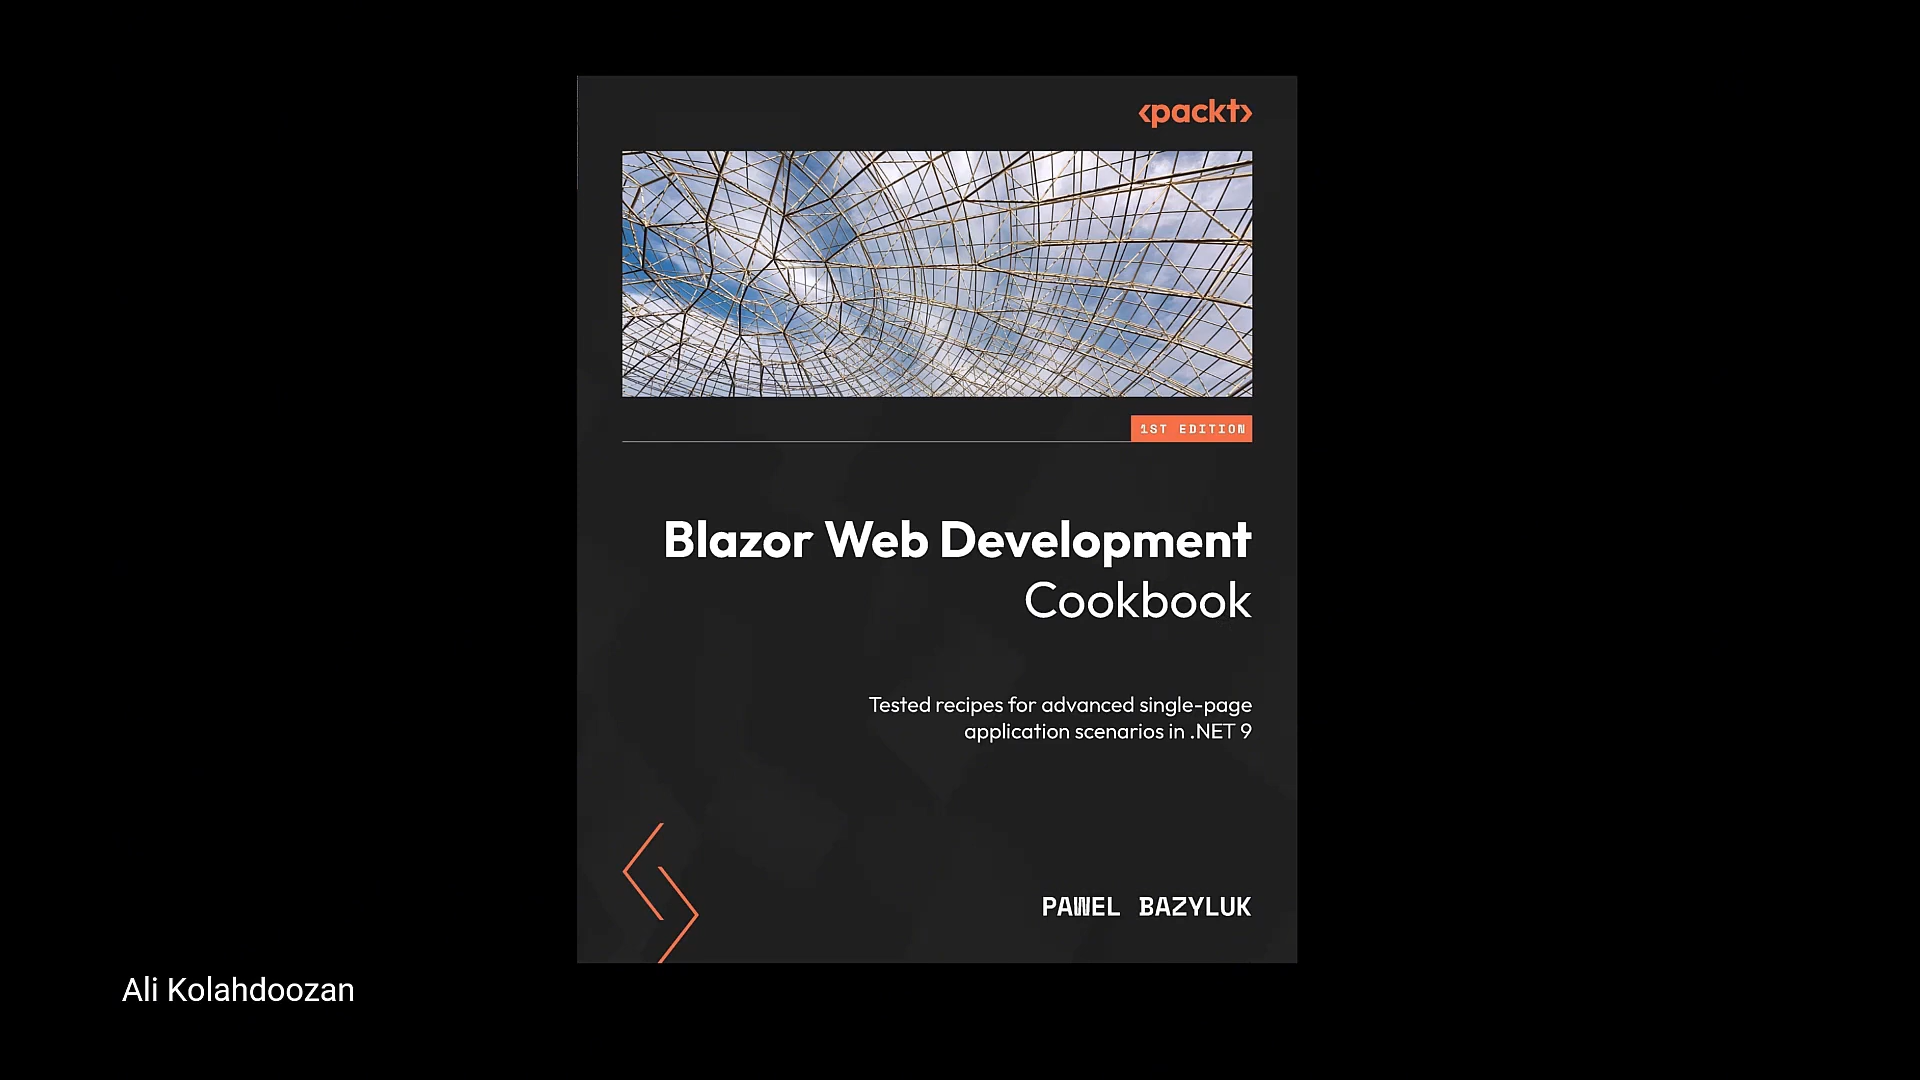 <packt>
1ST EDITION
Blazor Web Development
Cookbook
Tested recipes for advanced single-page
application scenarios in .NET 9
PAWEL BAZYLUK
Ali Kolahdoozan